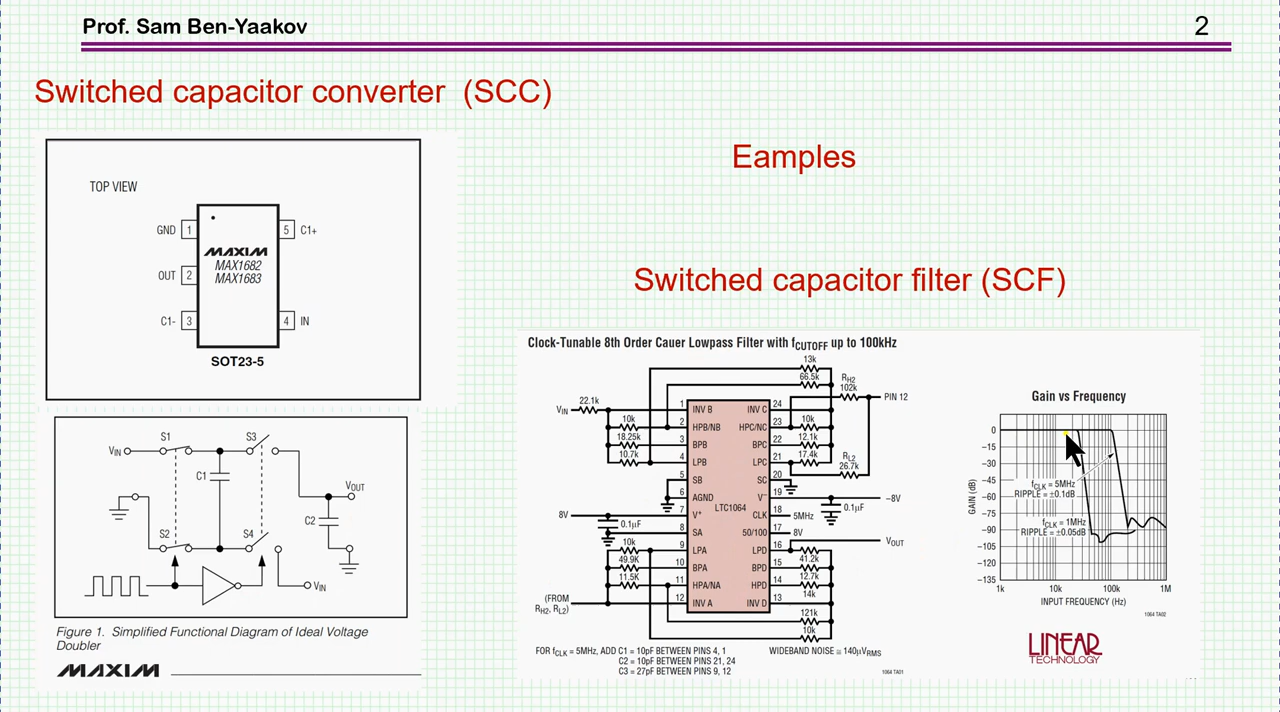 Prof. Sam Ben-Yaakov
2
Switched capacitor converter (SCC)
Eamples
TOP VIEW
GND 1
5 C1+
MAXIM
MAX1682
MAX1683
OUT 2
C1- 3
4 IN
SOT23-5
Switched capacitor filter (SCF)
S1
S3
VIN
C1
VOUT
C2
S2
S4
VIN
Figure 1. Simplified Functional Diagram of Ideal Voltage
Doubler
MAXIM
Clock-Tunable 8th Order Cauer Lowpass Filter with fCUTOFF up to 100kHz
13k
66.5k
RH2
102k
PIN 12
VIN
22.1k
1 INV B
INV C 24
10k
2 HPB/NB
HPC/NC 23
10k
18.25k
3 BPB
BPC 22
12.1k
10.7k
4 LPB
LPC 21
17.4k
RL2
26.7k
5 SB
SC 20
6 AGND
V– 19
–8V
0.1µF
LTC1064
8V
7 V+
CLK 18
5MHz
0.1µF
8 SA
50/100 17
8V
10k
9 LPA
LPD 16
VOUT
41.2k
49.9K
10 BPA
BPD 15
12.7k
11.5K
11 HPA/NA
HPD 14
14k
(FROM
RH2, RL2)
12 INV A
INV D 13
121k
10k
FOR fCLK = 5MHz, ADD C1 = 10pF BETWEEN PINS 4, 1
C2 = 10pF BETWEEN PINS 21, 24
C3 = 27pF BETWEEN PINS 9, 12
WIDEBAND NOISE ≅ 140µVRMS
1064 TA01
Gain vs Frequency
GAIN (dB)
0
–15
–30
–45
–60
–75
–90
–105
–120
–135
fCLK = 5MHz
RIPPLE = ±0.1dB
fCLK = 1MHz
RIPPLE = ±0.05dB
1k
10k
100k
1M
INPUT FREQUENCY (Hz)
1064 TA02
LINEAR
TECHNOLOGY